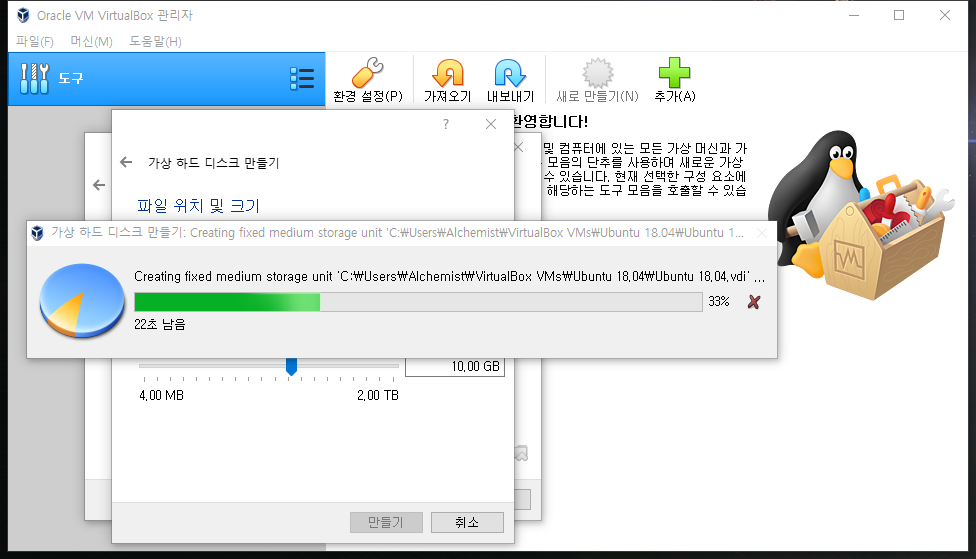 Oracle VM VirtualBox 관리자
파일(F) 머신(M) 도움말(H)
도구
환경 설정(P) 가져오기 내보내기 새로 만들기(N) 추가(A)
환영합니다!
및 컴퓨터에 있는 모든 가상 머신과 가
모음의 단추를 사용하며 새로운 가상
수 있습니다. 현재 선택한 구성 요소에
해당하는 도구 모음을 호출할 수 있습
?
가상 하드 디스크 만들기
파일 위치 및 크기
가상 하드 디스크 만들기: Creating fixed medium storage unit 'C:₩Users₩Alchemist₩VirtualBox VMs₩Ubuntu 18.04₩Ubuntu 1...
Creating fixed medium storage unit 'C:₩Users₩Alchemist₩VirtualBox VMs₩Ubuntu 18.04₩Ubuntu 18.04.vdi' ...
33%
22초 남음
10.00 GB
4.00 MB 2.00 TB
만들기 취소